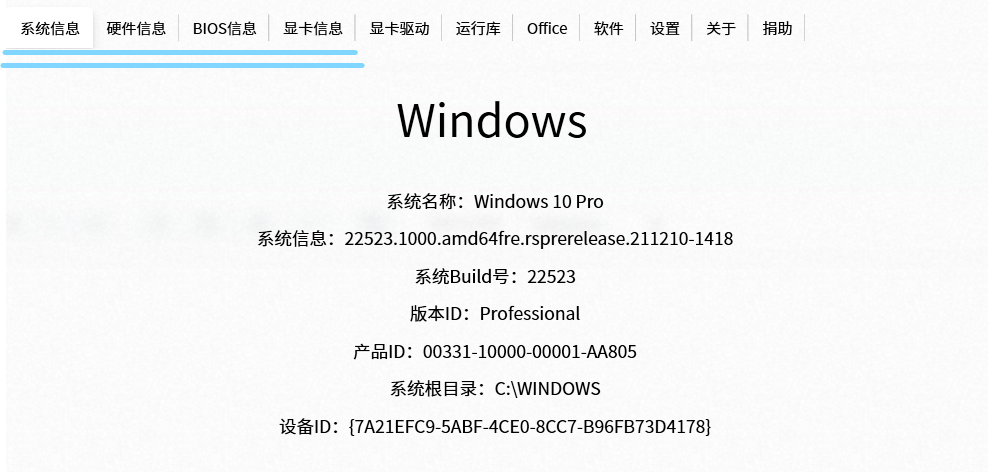 系统信息 硬件信息 BIOS信息 显卡信息 显卡驱动 运行库 Office 软件 设置 关于 捐助
Windows
系统名称：Windows 10 Pro
系统信息：22523.1000.amd64fre.rsprerelease.211210-1418
系统Build号：22523
版本ID：Professional
产品ID：00331-10000-00001-AA805
系统根目录：C:\WINDOWS
设备ID：{7A21EFC9-5ABF-4CE0-8CC7-B96FB73D4178}